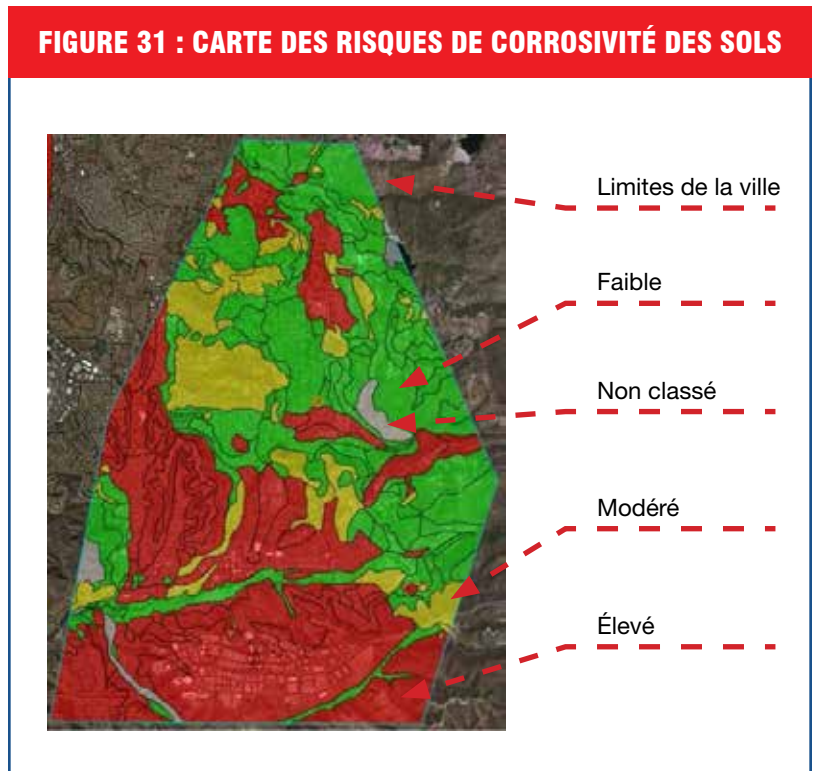 FIGURE 31 : CARTE DES RISQUES DE CORROSIVITÉ DES SOLS
Limites de la ville
Faible
Non classé
Modéré
Élevé